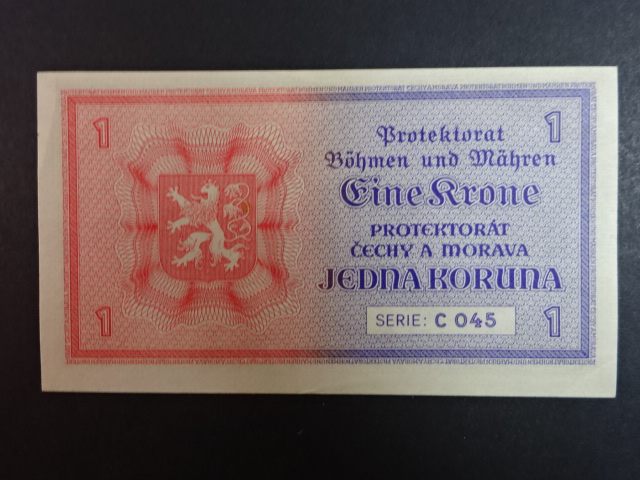 1
1
Protektorat
Böhmen und Mähren
Eine Krone
PROTEKTORÁT
ČECHY A MORAVA
JEDNA KORUNA
1
SERIE: C 045
1